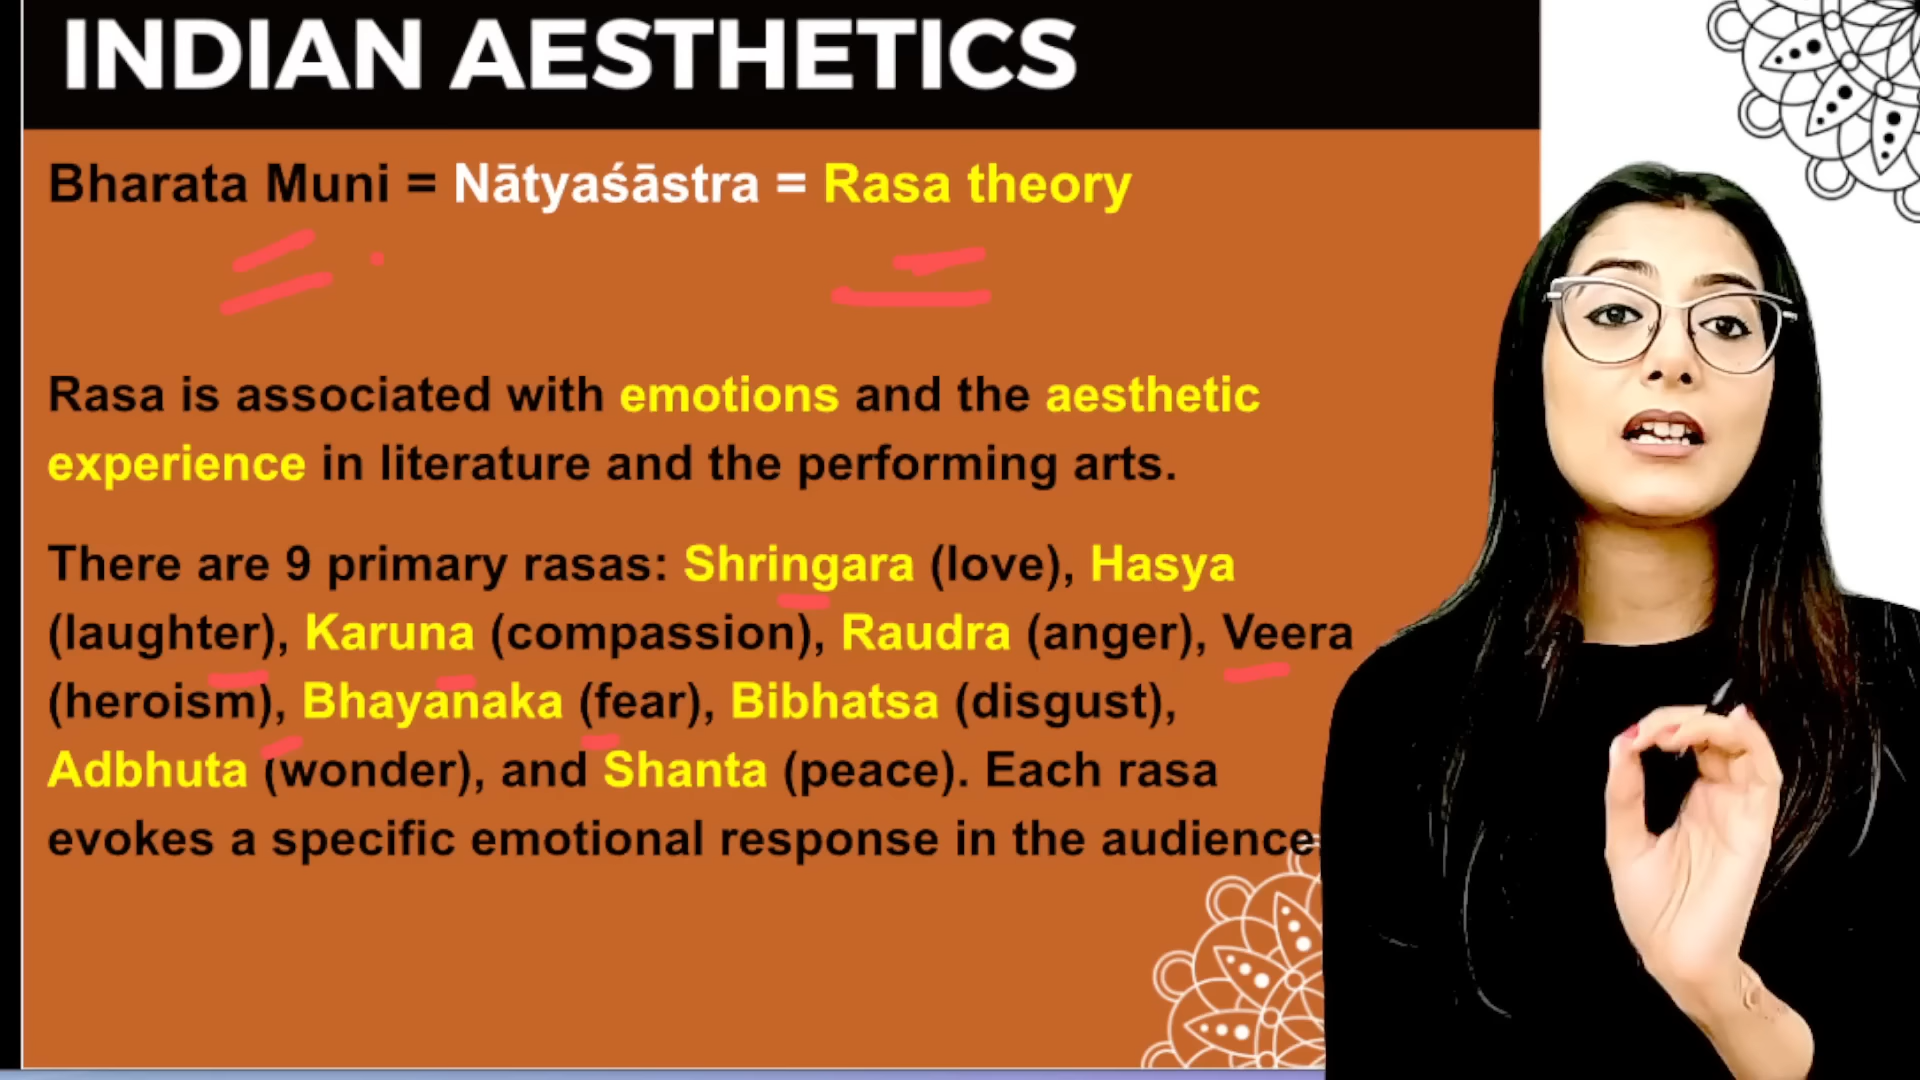 INDIAN AESTHETICS
Bharata Muni = Nātyaśāstra = Rasa theory
Rasa is associated with emotions and the aesthetic
experience in literature and the performing arts.
There are 9 primary rasas: Shringara (love), Hasya
(laughter), Karuna (compassion), Raudra (anger), Veera
(heroism), Bhayanaka (fear), Bibhatsa (disgust),
Adbhuta (wonder), and Shanta (peace). Each rasa
evokes a specific emotional response in the audience